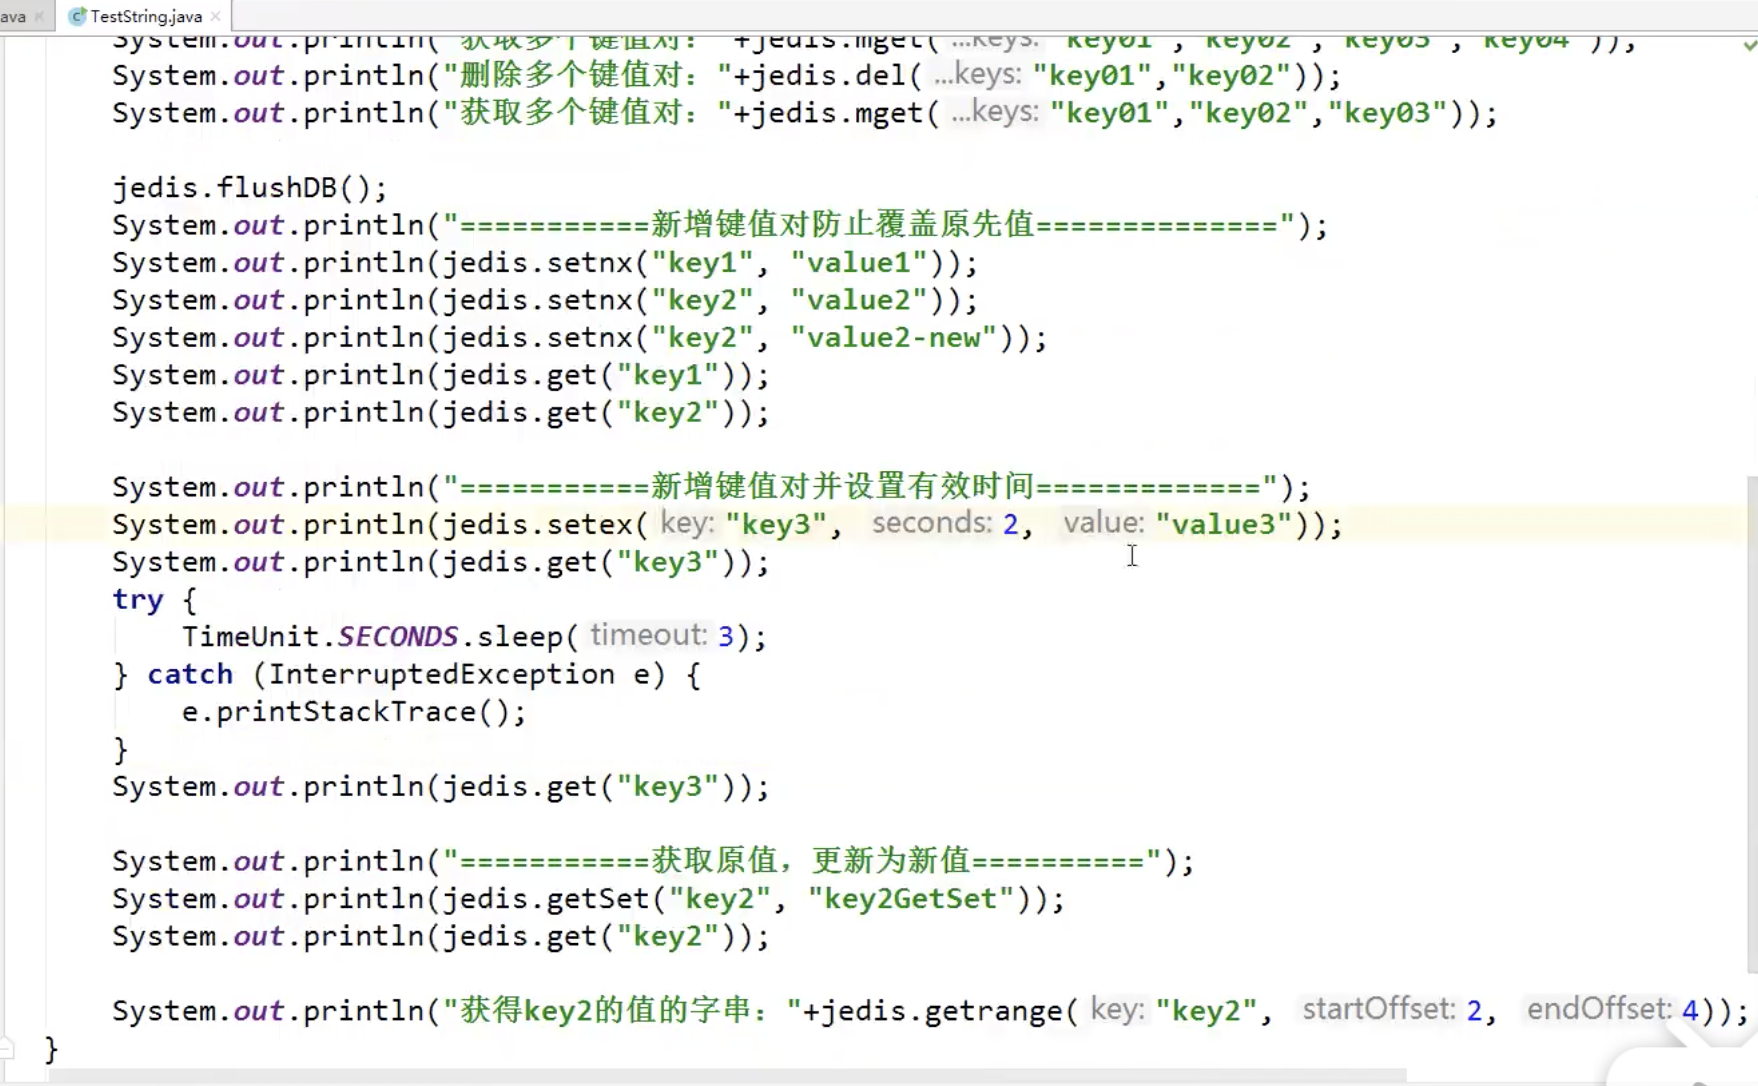 ava
TestString.java
System.out.println("获取多个键值对："+jedis.mget( ...keys: "key01","key02","key03","key04"));
System.out.println("删除多个键值对："+jedis.del( ...keys: "key01","key02"));
System.out.println("获取多个键值对："+jedis.mget( ...keys: "key01","key02","key03"));
jedis.flushDB();
System.out.println("===========新增键值对防止覆盖原先值==============");
System.out.println(jedis.setnx("key1", "value1"));
System.out.println(jedis.setnx("key2", "value2"));
System.out.println(jedis.setnx("key2", "value2-new"));
System.out.println(jedis.get("key1"));
System.out.println(jedis.get("key2"));
System.out.println("===========新增键值对并设置有效时间=============");
System.out.println(jedis.setex( key: "key3", seconds: 2, value: "value3"));
System.out.println(jedis.get("key3"));
try {
TimeUnit.SECONDS.sleep( timeout: 3);
} catch (InterruptedException e) {
e.printStackTrace();
}
System.out.println(jedis.get("key3"));
System.out.println("===========获取原值，更新为新值==========");
System.out.println(jedis.getSet("key2", "key2GetSet"));
System.out.println(jedis.get("key2"));
System.out.println("获得key2的值的字串："+jedis.getrange( key: "key2", startOffset: 2, endOffset: 4));
}